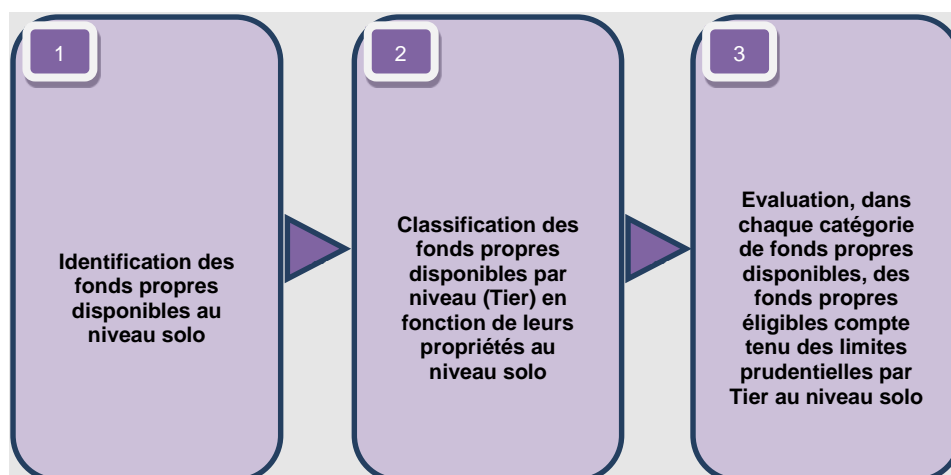 1
Identification des
fonds propres
disponibles au
niveau solo
2
Classification des
fonds propres
disponibles par
niveau (Tier) en
fonction de leurs
propriétés au
niveau solo
3
Evaluation, dans
chaque catégorie
de fonds propres
disponibles, des
fonds propres
éligibles compte
tenu des limites
prudentielles par
Tier au niveau solo